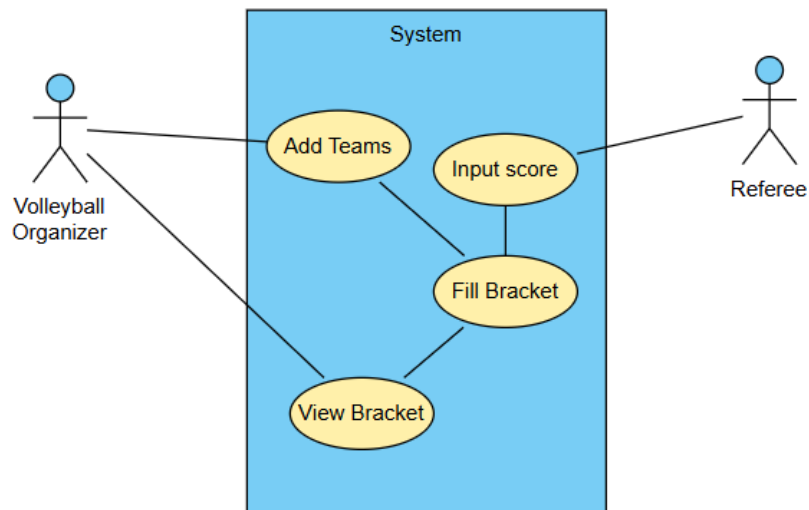 System
Add Teams
Input score
Volleyball
Organizer
Referee
Fill Bracket
View Bracket